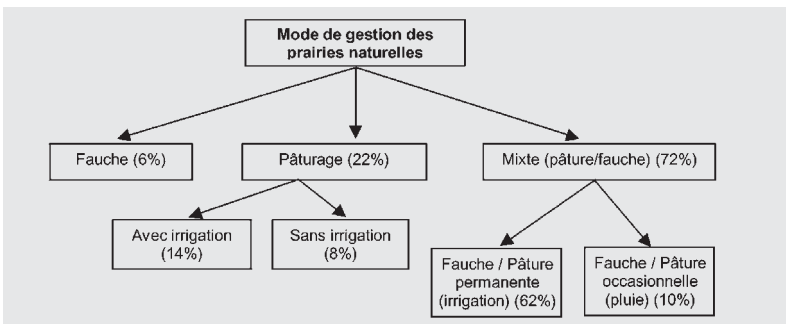 Mode de gestion des
prairies naturelles
Fauche (6%)
Pâturage (22%)
Mixte (pâture/fauche) (72%)
Avec irrigation
(14%)
Sans irrigation
(8%)
Fauche / Pâture
permanente
(irrigation) (62%)
Fauche / Pâture
occasionnelle
(pluie) (10%)